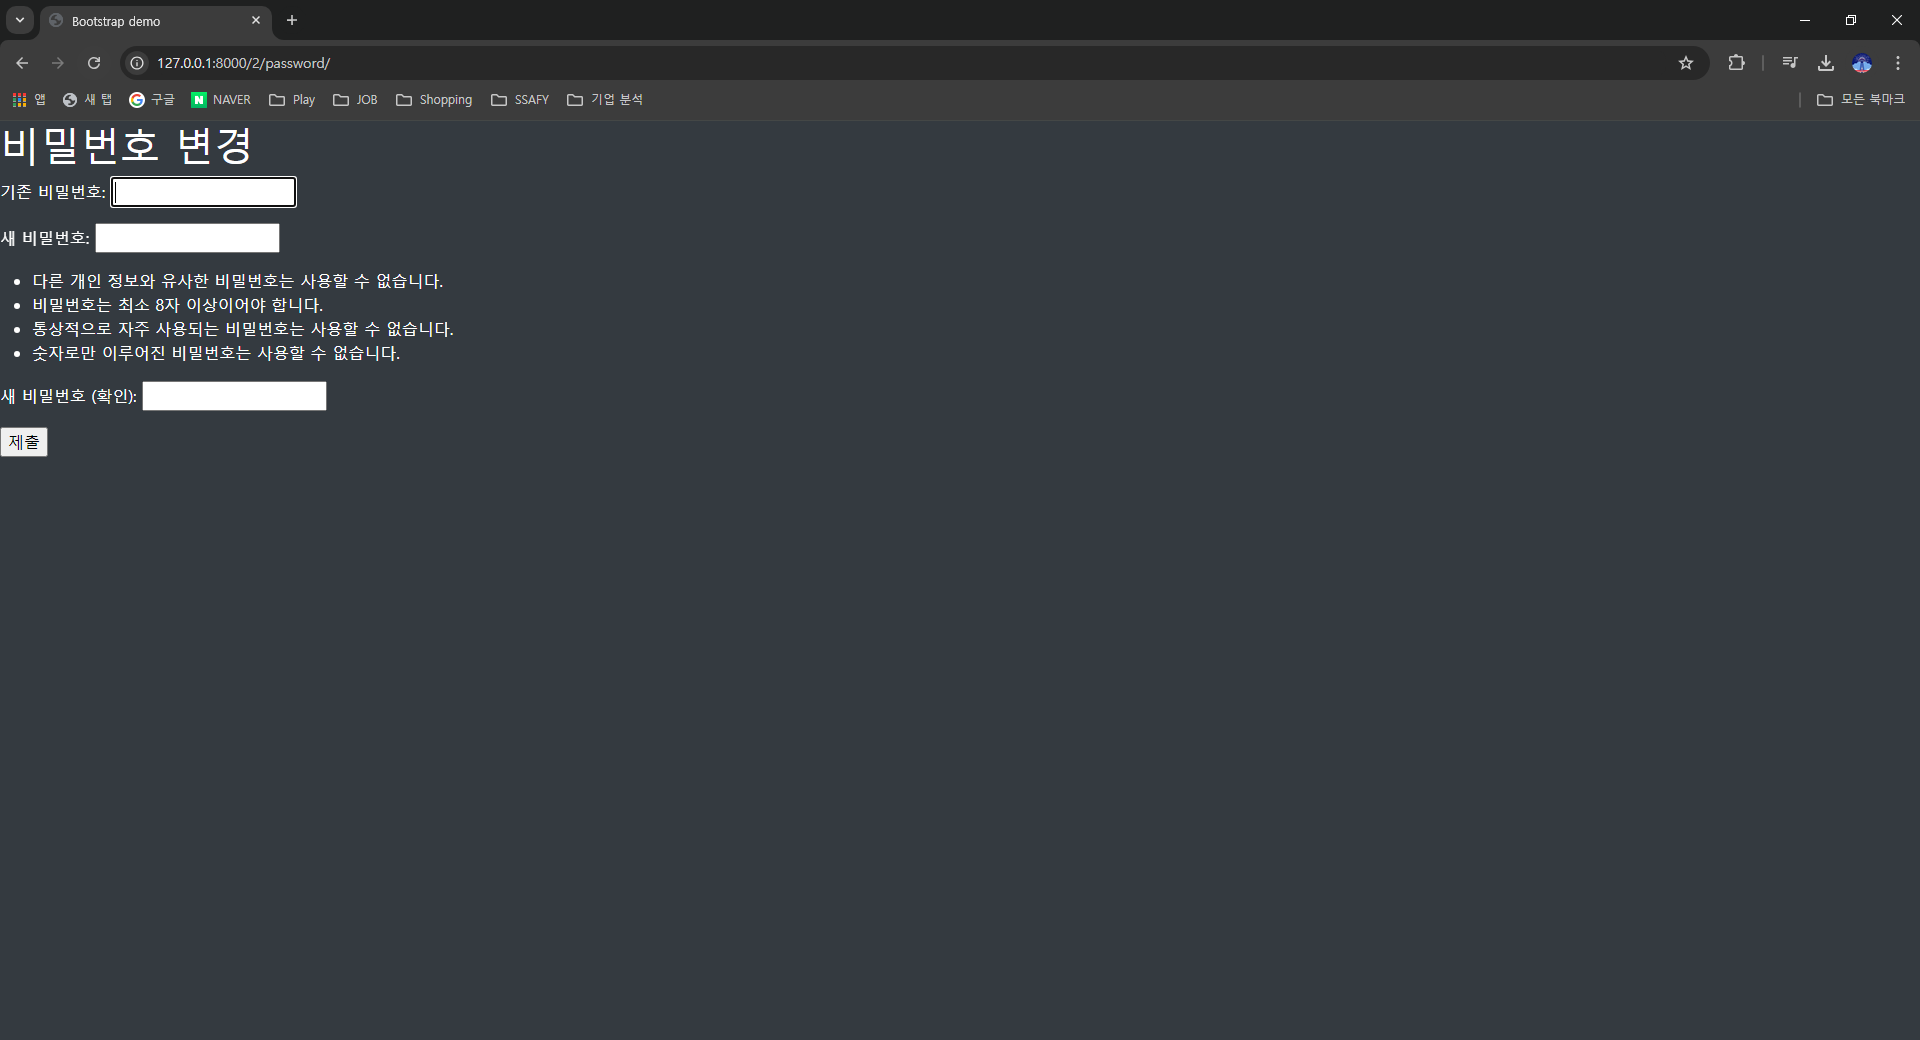 Bootstrap demo
127.0.0.1:8000/2/password/
앱 새 탭 구글 NAVER Play JOB Shopping SSAFY 기업 분석 모든 북마크
비밀번호 변경
기존 비밀번호:
새 비밀번호:
다른 개인 정보와 유사한 비밀번호는 사용할 수 없습니다.
비밀번호는 최소 8자 이상이어야 합니다.
통상적으로 자주 사용되는 비밀번호는 사용할 수 없습니다.
숫자로만 이루어진 비밀번호는 사용할 수 없습니다.
새 비밀번호 (확인):
제출